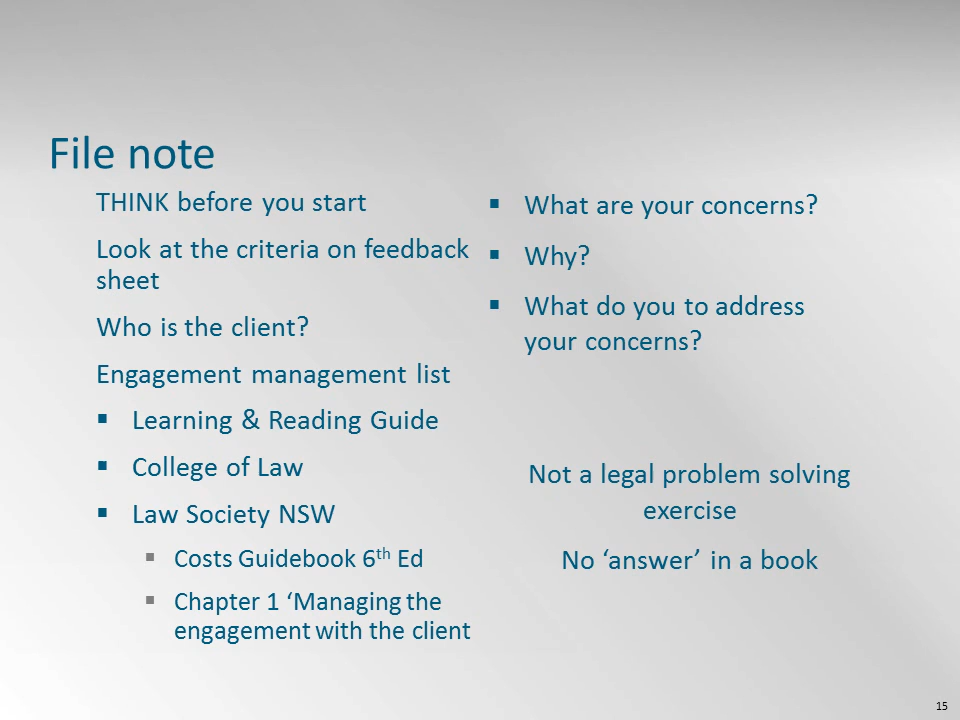 File note
THINK before you start
Look at the criteria on feedback
sheet
Who is the client?
Engagement management list
▪ Learning & Reading Guide
▪ College of Law
▪ Law Society NSW
▪ Costs Guidebook 6th Ed
▪ Chapter 1 ‘Managing the
engagement with the client
▪ What are your concerns?
▪ Why?
▪ What do you to address
your concerns?
Not a legal problem solving
exercise
No ‘answer’ in a book
15